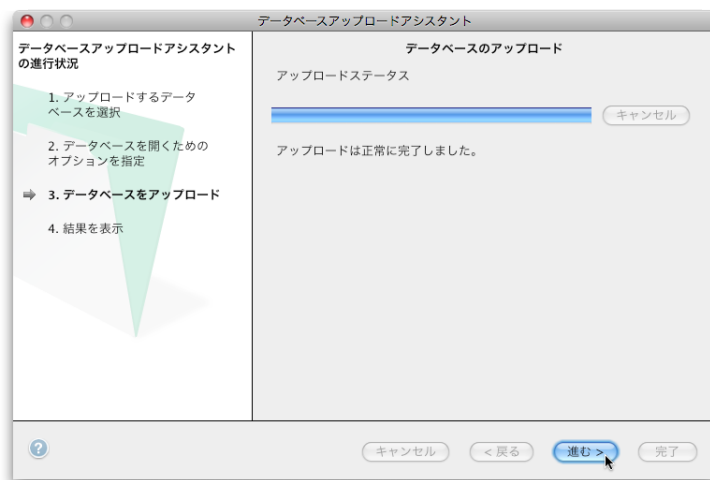 データベースアップロードアシスタント
データベースアップロードアシスタント
の進行状況
1. アップロードするデータ
ベースを選択
2. データベースを開くための
オプションを指定
3. データベースをアップロード
4. 結果を表示
データベースのアップロード
アップロードステータス
キャンセル
アップロードは正常に完了しました。
?
キャンセル
< 戻る
進む >
完了